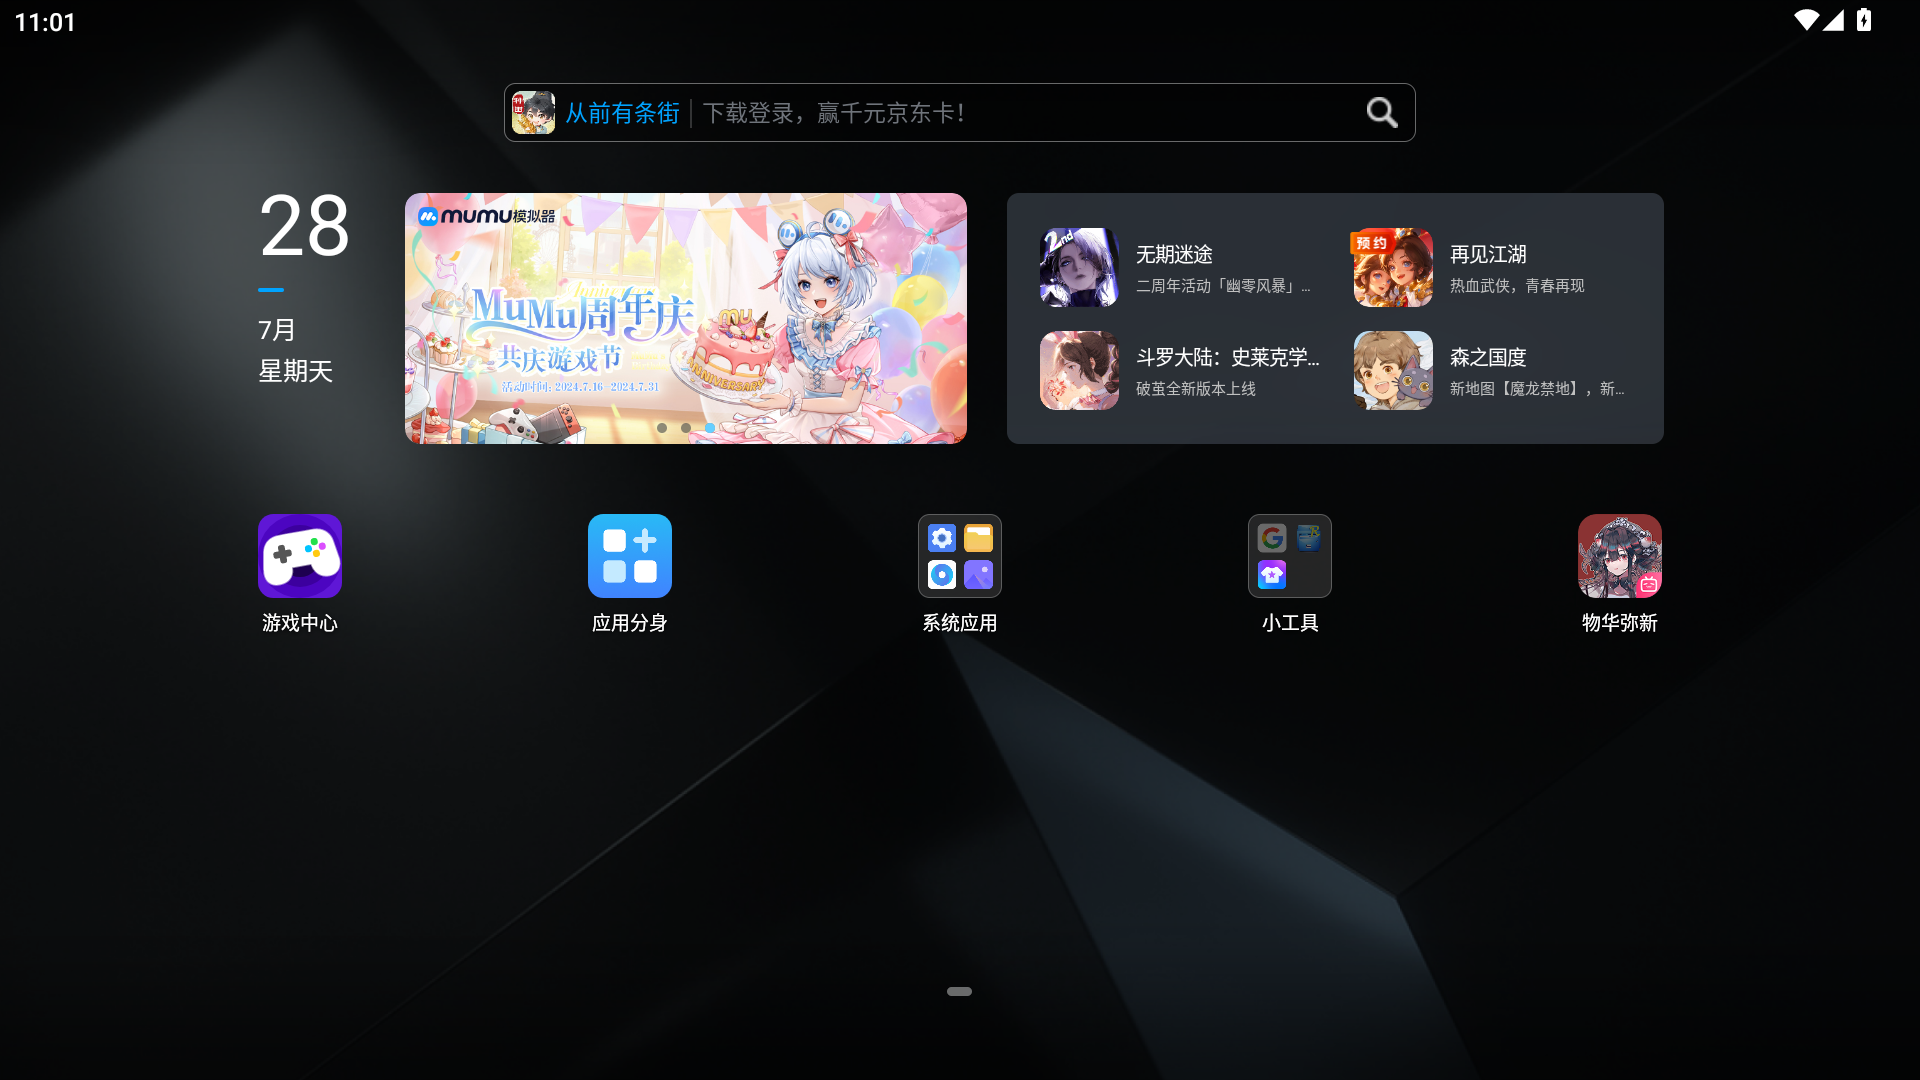 11:01
从前有条街 | 下载登录，赢千元京东卡！
28
7月
星期天
mumu模拟器
MuMu周年庆
共庆游戏节
活动时间：2024.7.16-2024.7.31
mu
ANNIVERSARY
2nd
无期迷途
二周年活动「幽零风暴」...
预约
再见江湖
热血武侠，青春再现
斗罗大陆：史莱克学...
破茧全新版本上线
森之国度
新地图【魔龙禁地】，新...
游戏中心
应用分身
系统应用
小工具
物华弥新